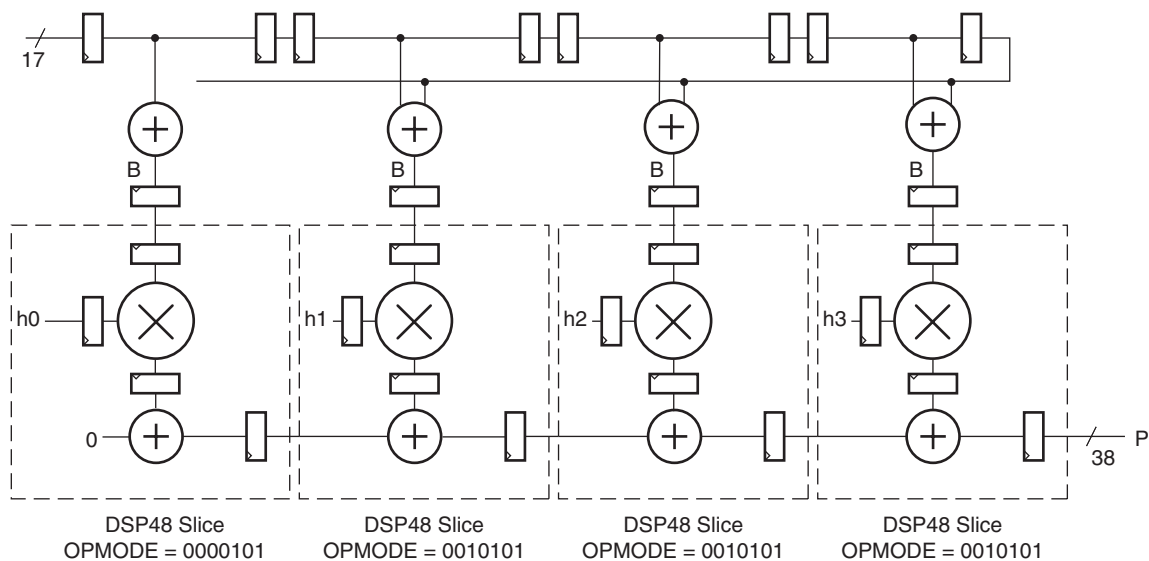 17
B
B
B
B
h0
h1
h2
h3
0
P
38
DSP48 Slice
OPMODE = 0000101
DSP48 Slice
OPMODE = 0010101
DSP48 Slice
OPMODE = 0010101
DSP48 Slice
OPMODE = 0010101